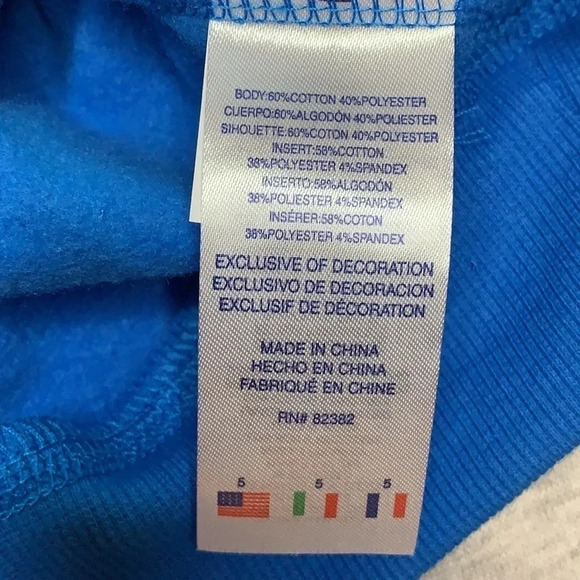 BODY:60%COTTON 40%POLYESTER
CUERPO:60%ALGODÓN 40%POLIESTER
SIHOUETTE:60%COTON 40%POLYESTER
INSERT:58%COTTON
38%POLYESTER 4%SPANDEX
INSERTO:58%ALGODÓN
38%POLIESTER 4%SPANDEX
INSÉRER:58%COTON
38%POLYESTER 4%SPANDEX
EXCLUSIVE OF DECORATION
EXCLUSIVO DE DECORACION
EXCLUSIF DE DÉCORATION
MADE IN CHINA
HECHO EN CHINA
FABRIQUÉ EN CHINE
RN# 82382
5 5 5